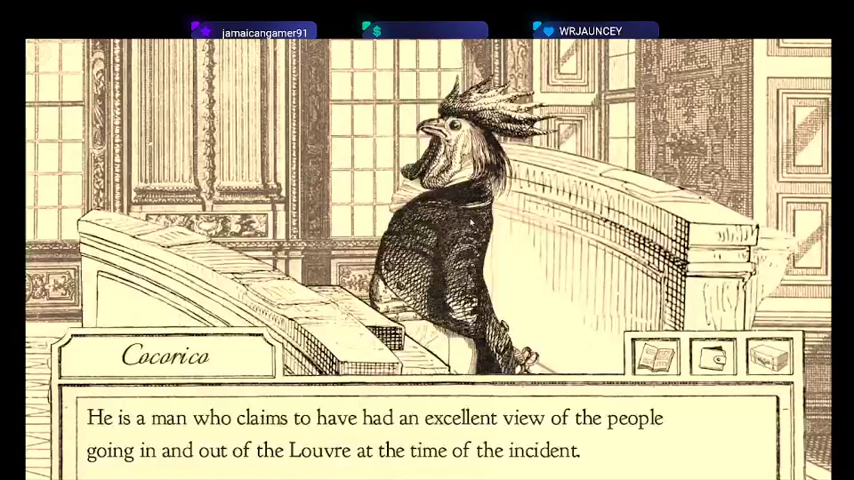 jamaicangamer91
$
WRJAUNCEY
Cocorico
He is a man who claims to have had an excellent view of the people
going in and out of the Louvre at the time of the incident.